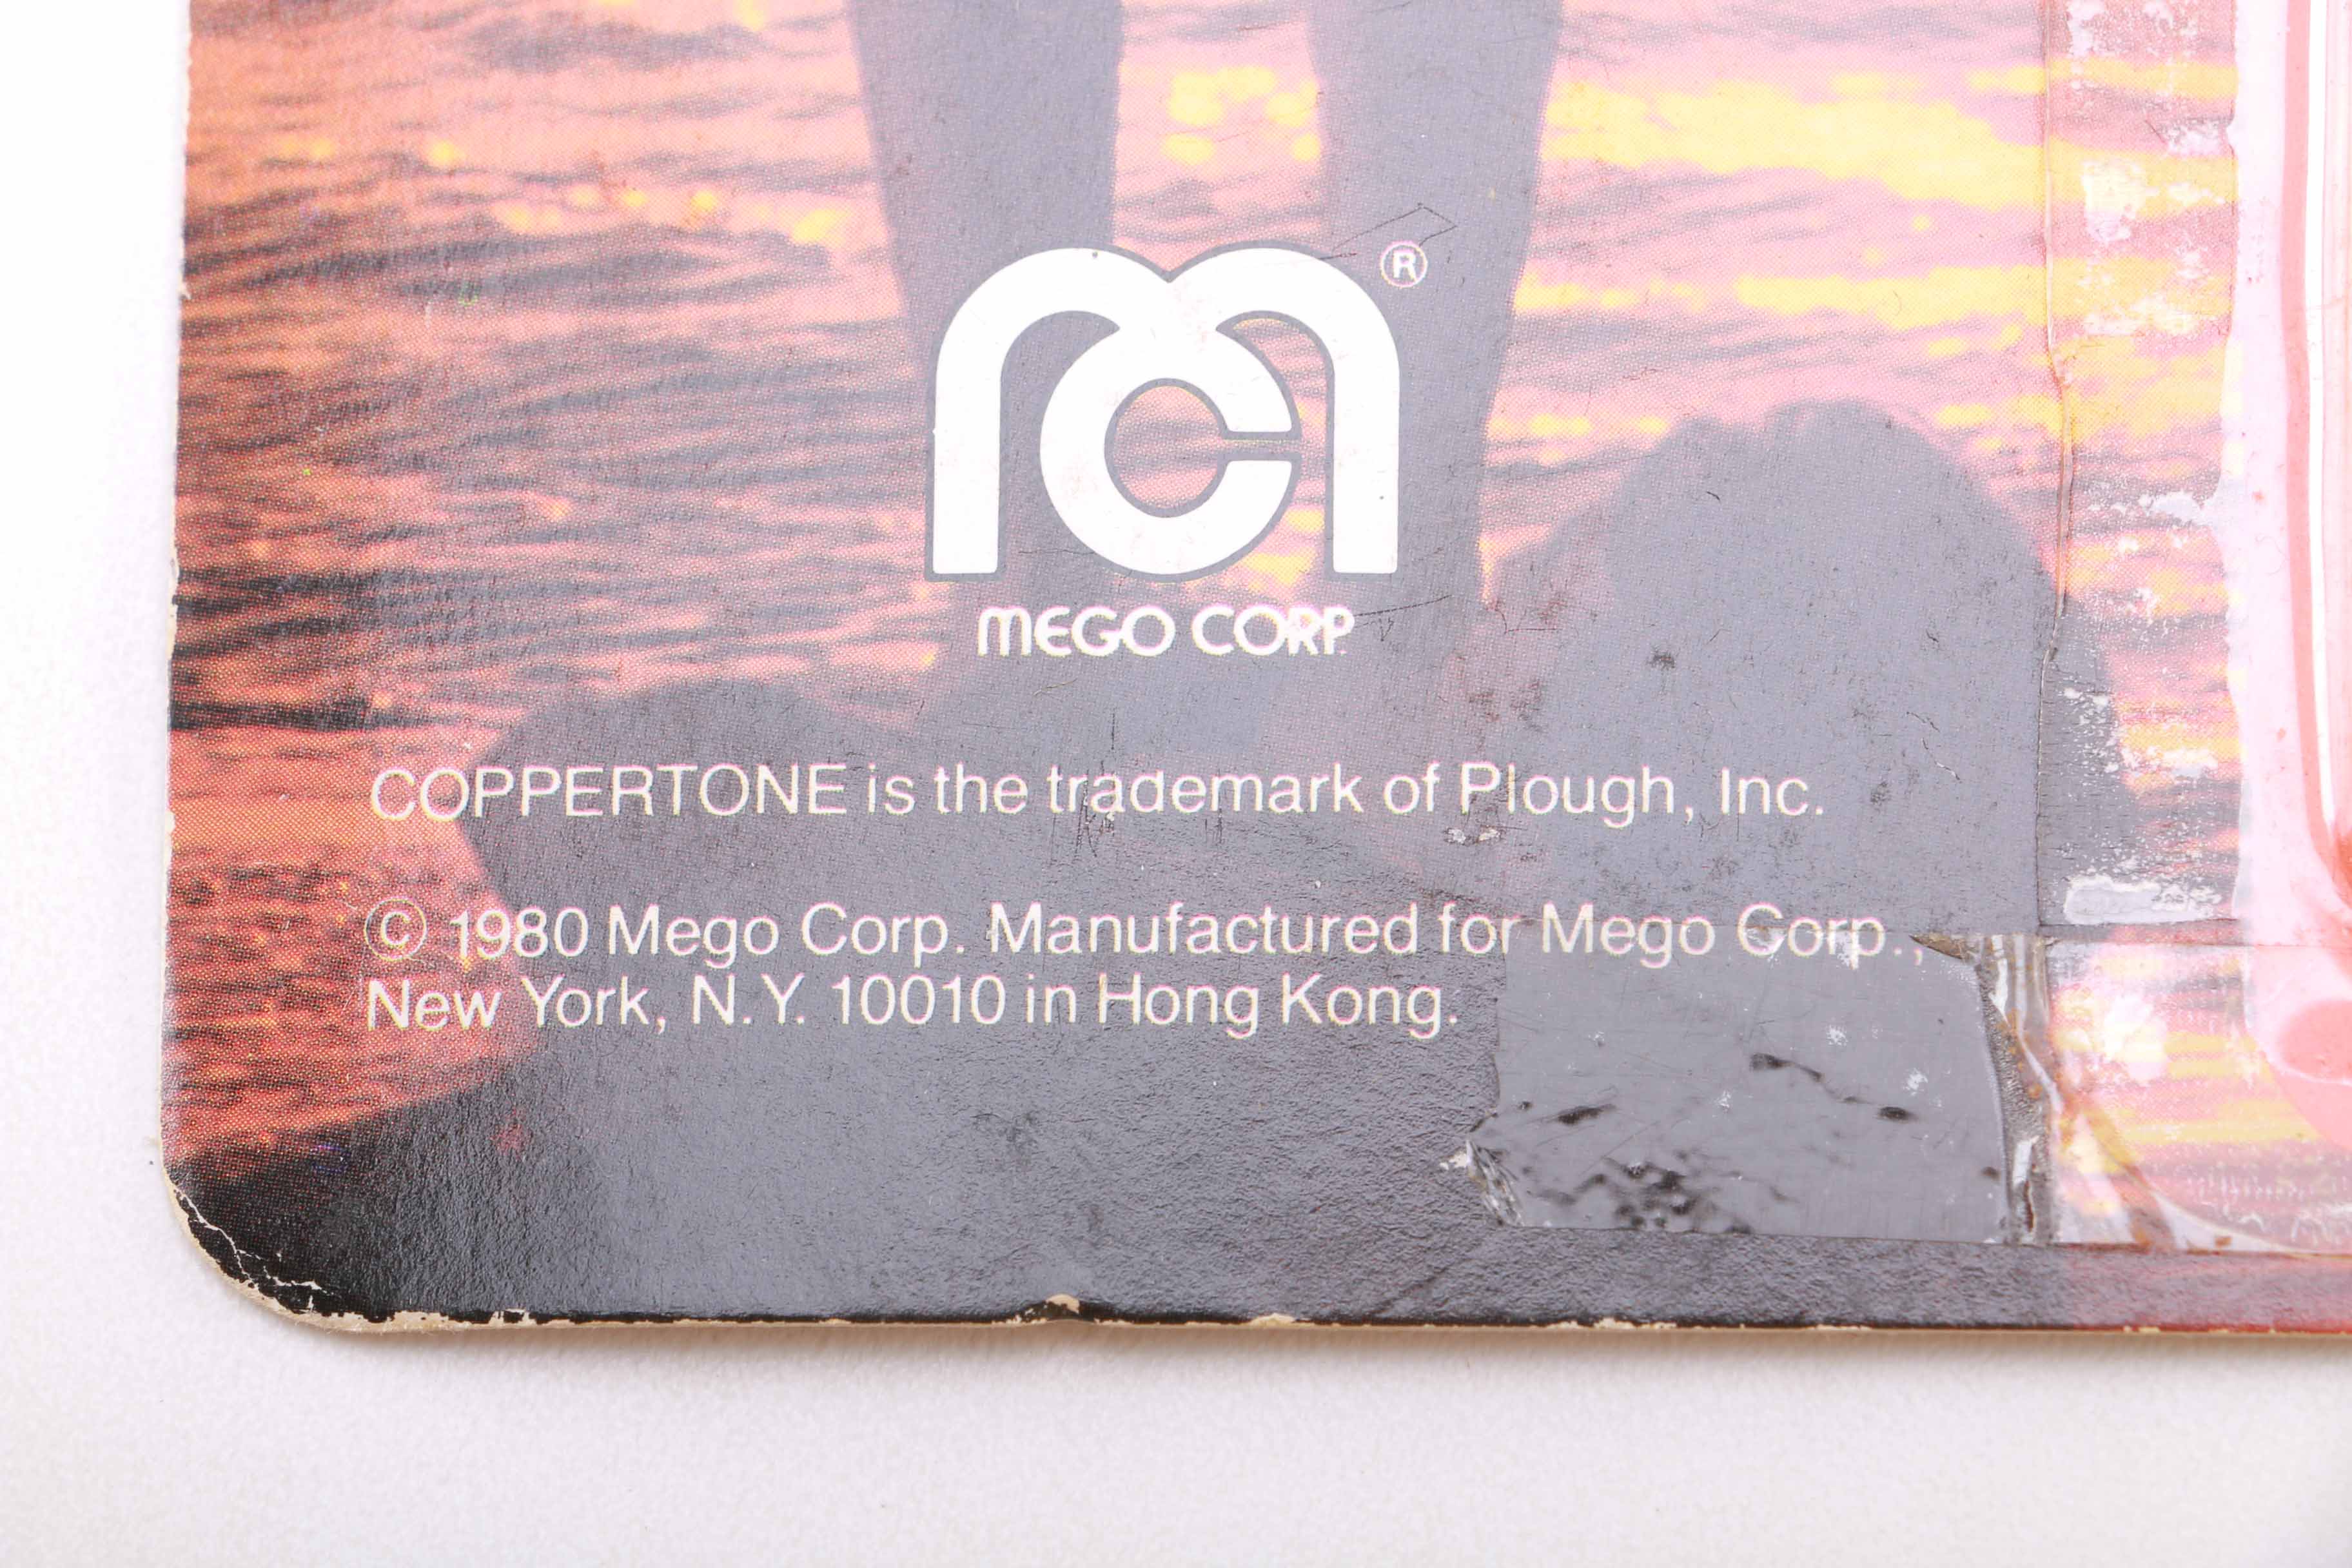 mc®
MEGO CORP.
COPPERTONE is the trademark of Plough, Inc.
© 1980 Mego Corp. Manufactured for Mego Corp.,
New York, N.Y. 10010 in Hong Kong.